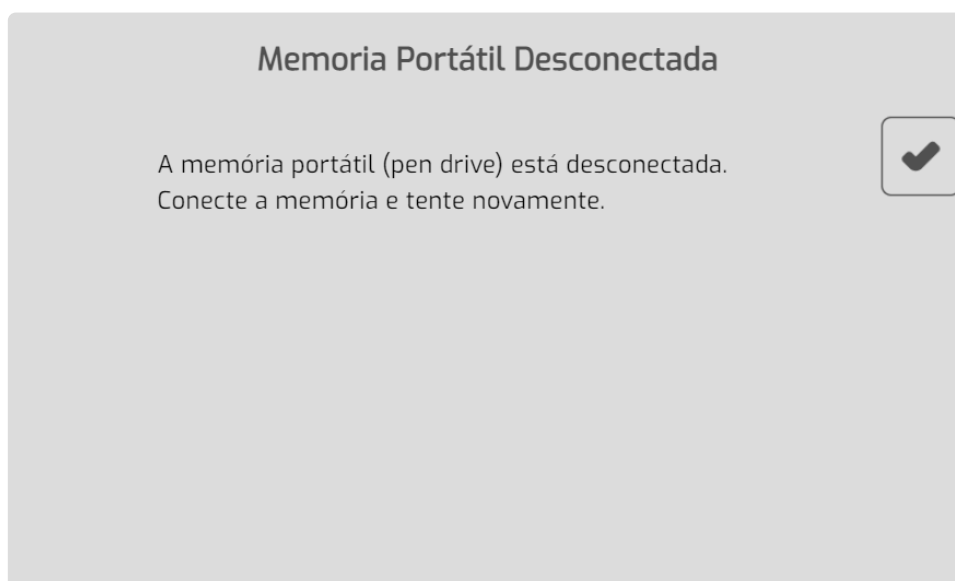 Memoria Portátil Desconectada
A memória portátil (pen drive) está desconectada.
Conecte a memória e tente novamente.